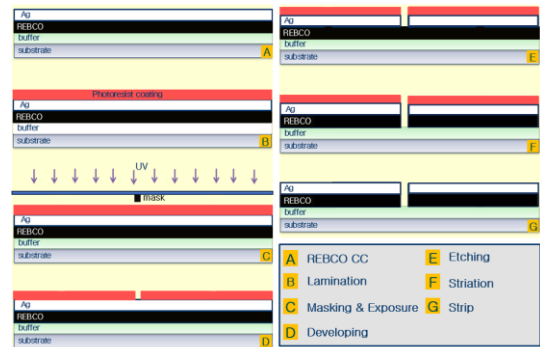 Ag
REBCO
buffer
substrate
A
Photoresist coating
Ag
REBCO
buffer
substrate
B
UV
mask
Ag
REBCO
buffer
substrate
C
Ag
REBCO
buffer
substrate
D
Ag
REBCO
buffer
substrate
E
Ag
REBCO
buffer
substrate
F
Ag
REBCO
buffer
substrate
G
A REBCO CC
B Lamination
C Masking & Exposure
D Developing
E Etching
F Striation
G Strip